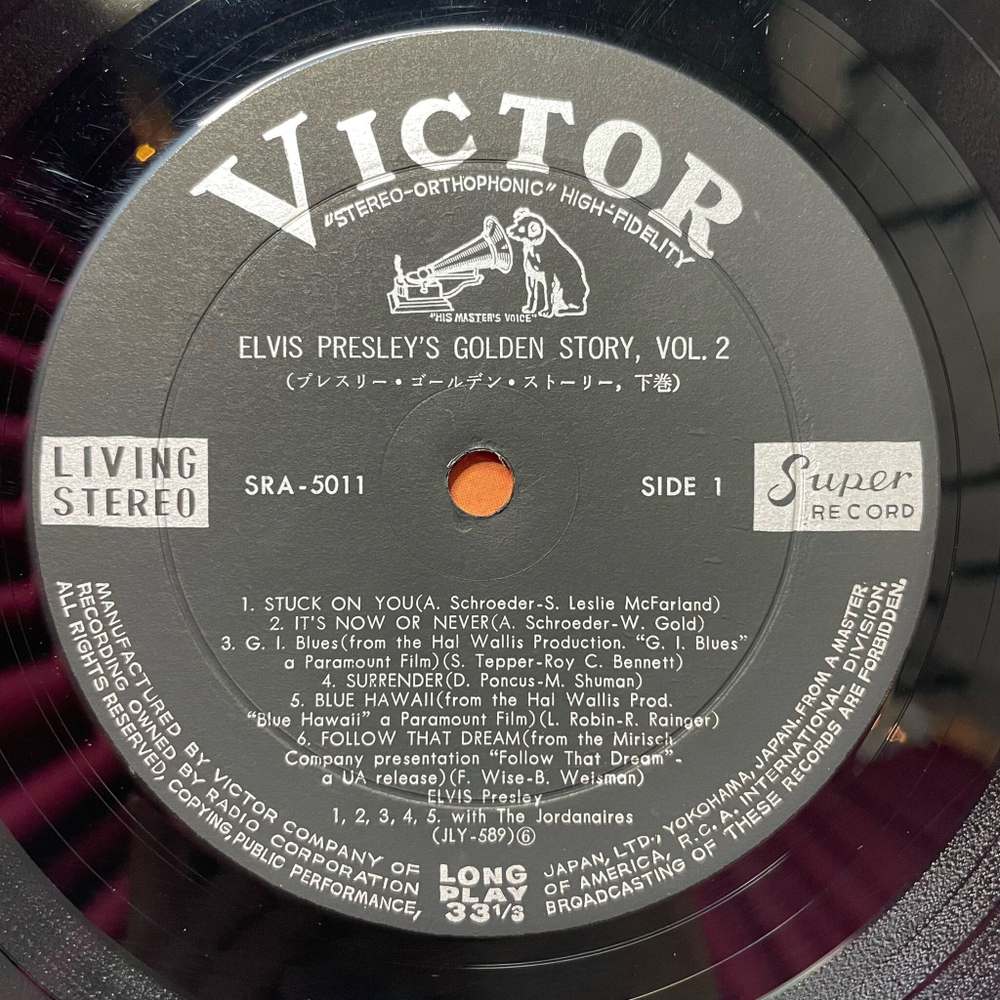 VICTOR
"STEREO-ORTHOPHONIC" HIGH-FIDELITY
"HIS MASTER'S VOICE"
ELVIS PRESLEY'S GOLDEN STORY, VOL. 2
(プレスリー・ゴールデン・ストーリー, 下巻)
LIVING
STEREO
SRA-5011
SIDE 1
Super
RECORD
1. STUCK ON YOU(A. Schroeder-S. Leslie McFarland)
2. IT'S NOW OR NEVER(A. Schroeder-W. Gold)
3. G. I. Blues(from the Hal Wallis Production. "G. I. Blues"
a Paramount Film)(S. Tepper-Roy C. Bennett)
4. SURRENDER(D. Poncus-M. Shuman)
5. BLUE HAWAII(from the Hal Wallis Prod.
"Blue Hawaii" a Paramount Film)(L. Robin-R. Rainger)
6. FOLLOW THAT DREAM(from the Mirisch
Company presentation "Follow That Dream"-
a UA release)(F. Wise-B. Weisman)
ELVIS Presley
1, 2, 3, 4, 5. with The Jordanaires
(JLY-589)⑥
LONG
PLAY
33 1/3
MANUFACTURED BY VICTOR COMPANY OF JAPAN, LTD., YOKOHAMA, JAPAN, FROM A MASTER
RECORDING OWNED BY RADIO CORPORATION OF AMERICA, R. C. A. INTERNATIONAL DIVISION.
ALL RIGHTS RESERVED, COPYING, PUBLIC PERFORMANCE, BROADCASTING OF THESE RECORDS ARE FORBIDDEN.